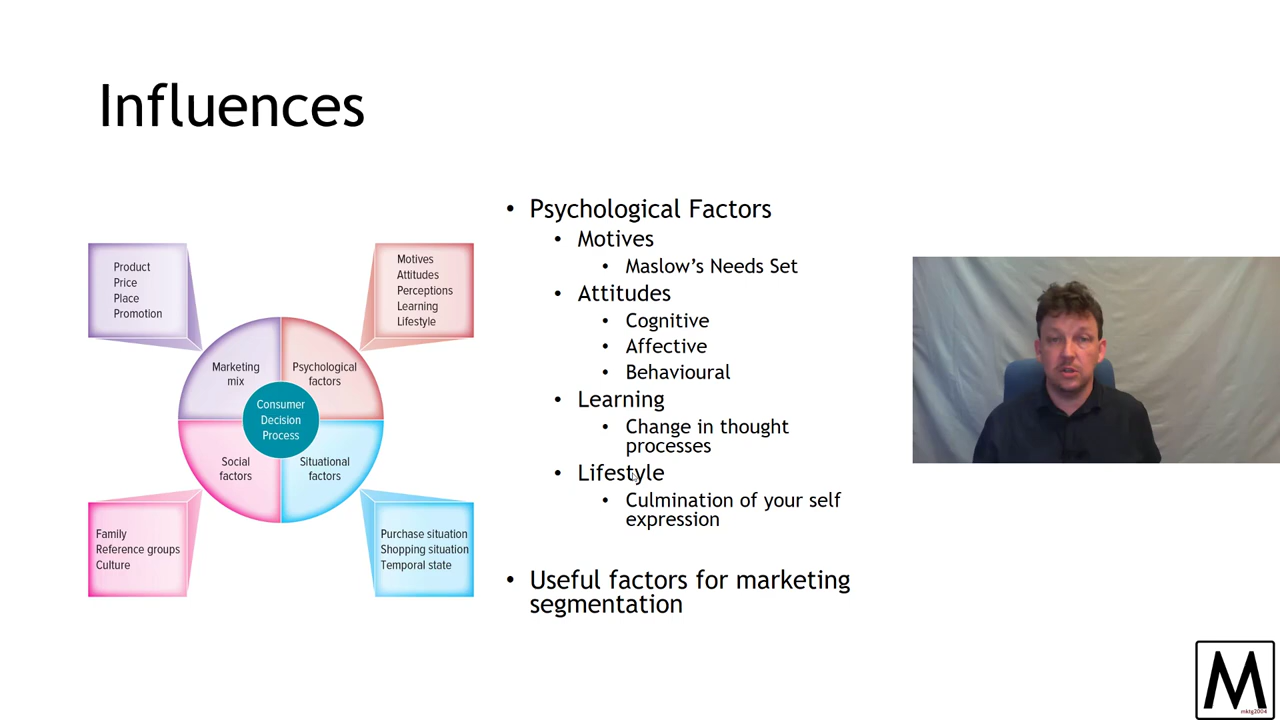 Influences
Product
Price
Place
Promotion
Motives
Attitudes
Perceptions
Learning
Lifestyle
Marketing
mix
Psychological
factors
Consumer
Decision
Process
Social
factors
Situational
factors
Family
Reference groups
Culture
Purchase situation
Shopping situation
Temporal state
• Psychological Factors
• Motives
• Maslow’s Needs Set
• Attitudes
• Cognitive
• Affective
• Behavioural
• Learning
• Change in thought
processes
• Lifestyle
• Culmination of your self
expression
• Useful factors for marketing
segmentation
M
mktg2004